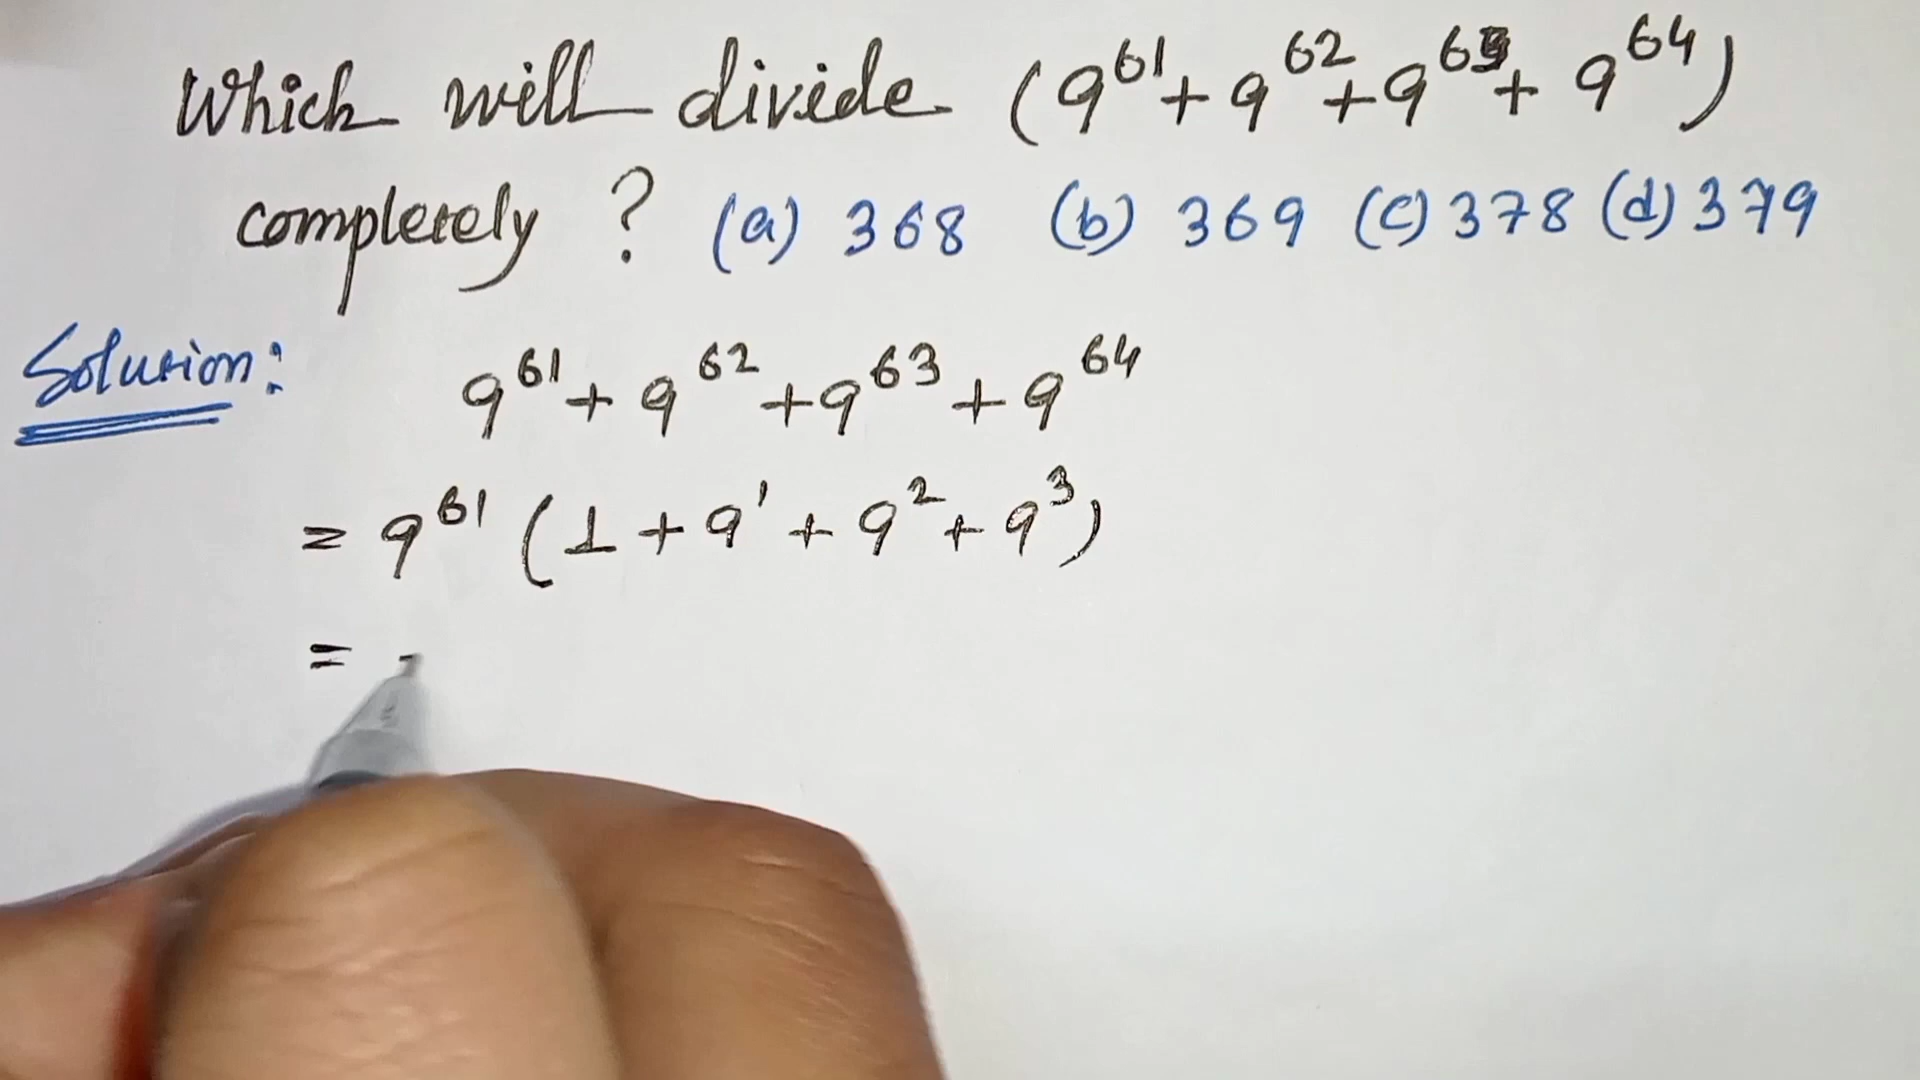 Which will divide (9^61 + 9^62 + 9^63 + 9^64)
completely ? (a) 368 (b) 369 (c) 378 (d) 379
Solution: 9^61 + 9^62 + 9^63 + 9^64
= 9^61 (1 + 9^1 + 9^2 + 9^3)
=